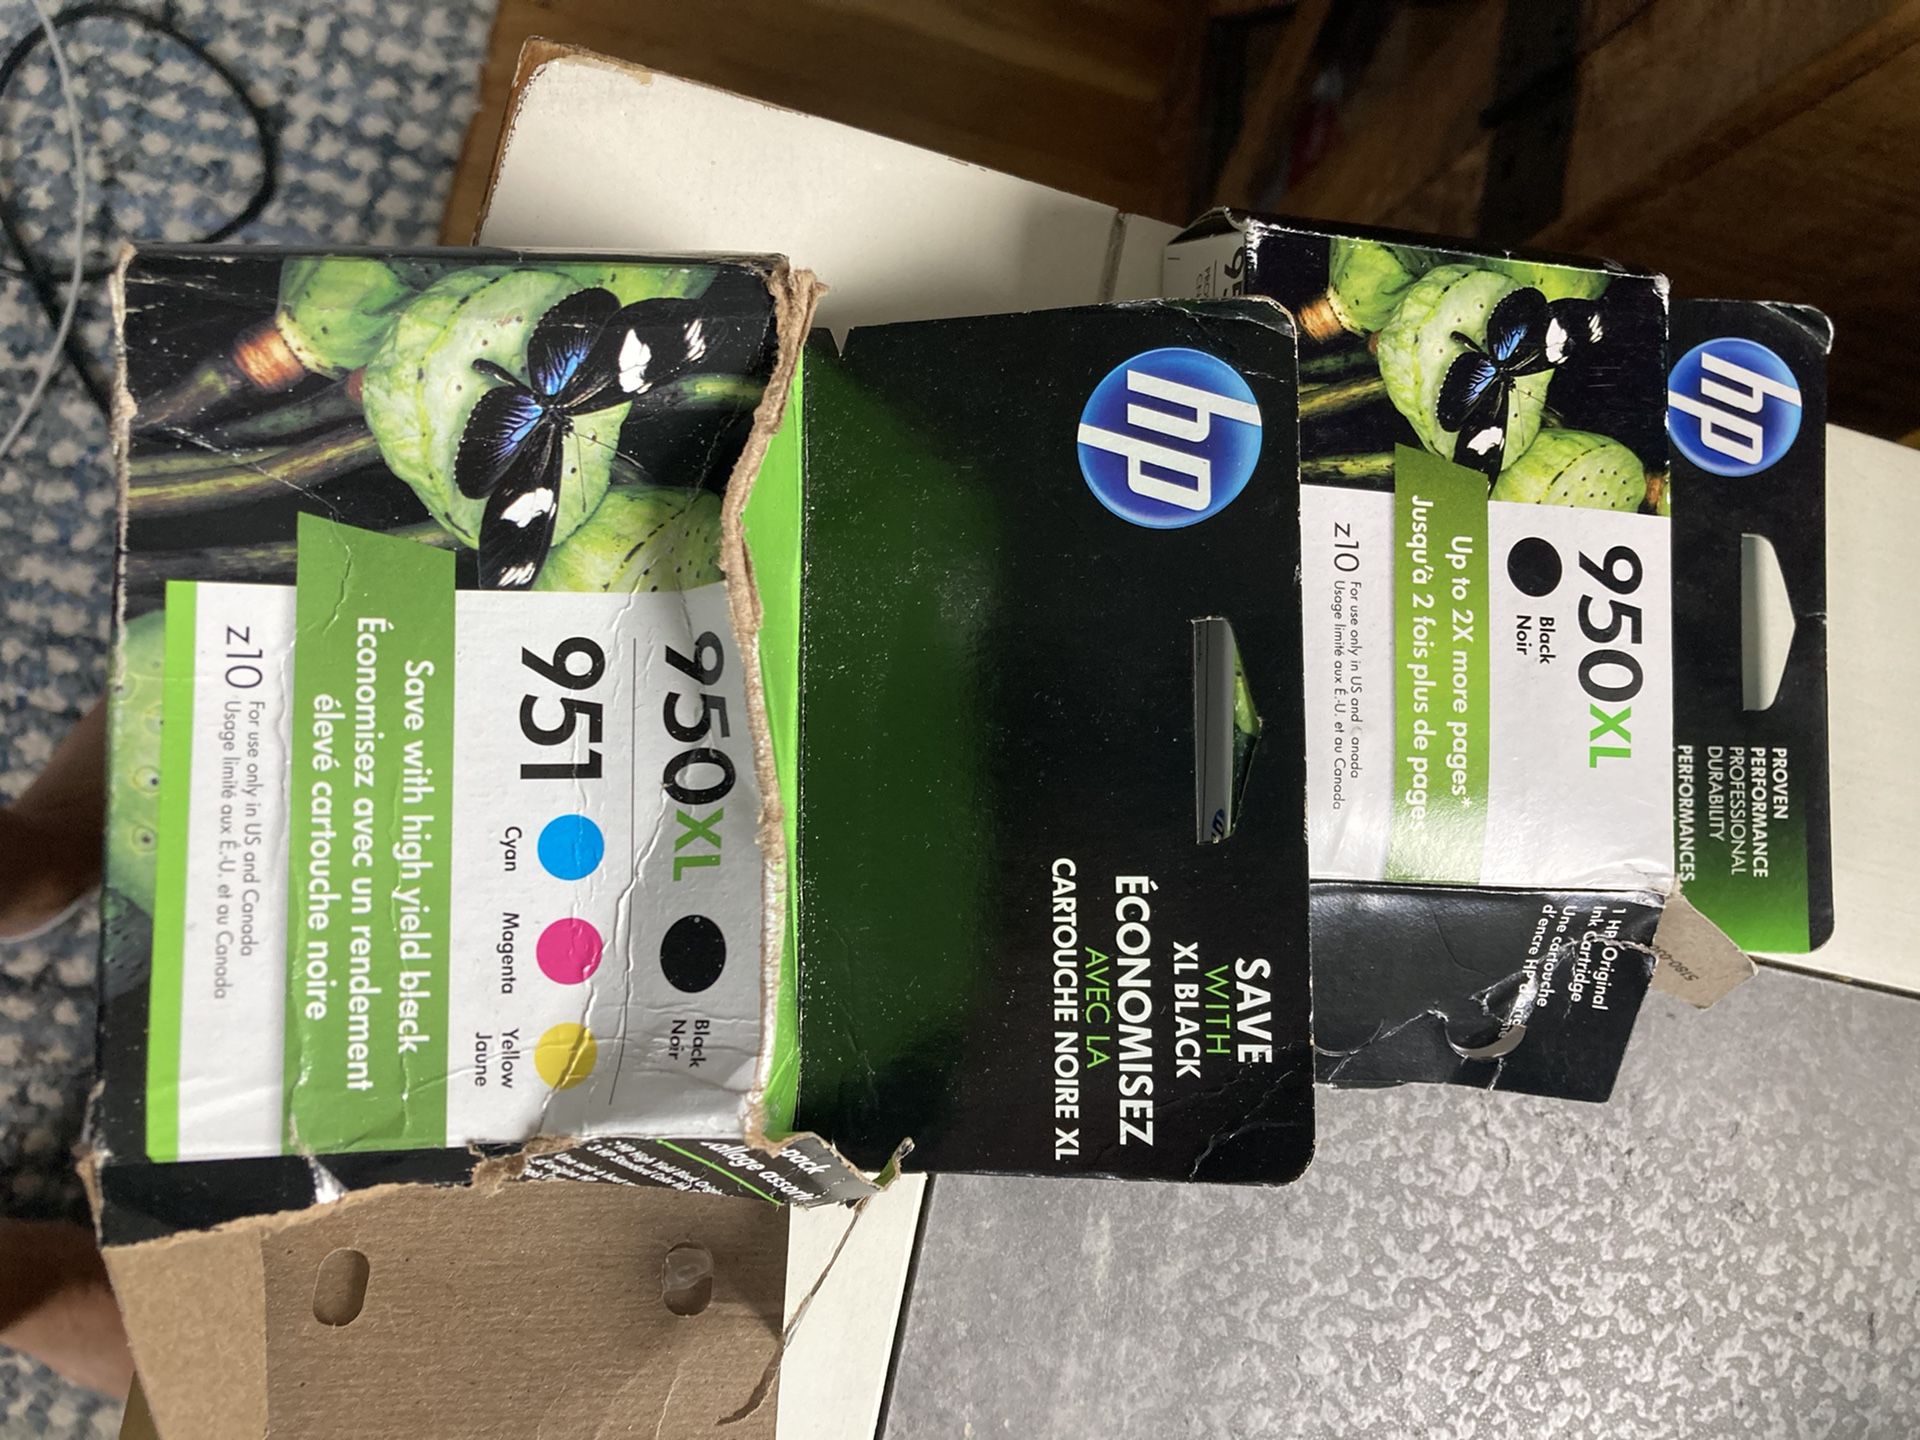 hp
SAVE
WITH
XL BLACK
ÉCONOMISEZ
AVEC LA
CARTOUCHE NOIRE XL
950XL
Black
Noir
951
Cyan
Magenta
Yellow
Jaune
Save with high yield black
Économisez avec un rendement
élevé cartouche noire
z10
For use only in US and Canada
Usage limité aux É.-U. et au Canada
hp
PROVEN
PERFORMANCE
PROFESSIONAL
DURABILITY
PERFORMANCES
950XL
Black
Noir
Up to 2X more pages*
Jusqu'à 2 fois plus de pages
z10
For use only in US and Canada
Usage limité aux É.-U. et au Canada
1 HP Original
Ink Cartridge
Une cartouche
d'encre HP